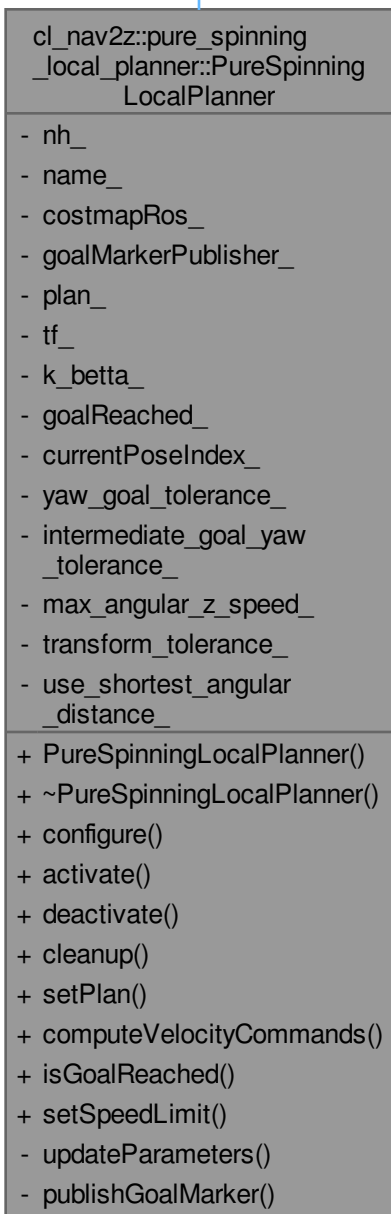 cl_nav2z::pure_spinning
_local_planner::PureSpinning
LocalPlanner
- nh_
- name_
- costmapRos_
- goalMarkerPublisher_
- plan_
- tf_
- k_betta_
- goalReached_
- currentPoseIndex_
- yaw_goal_tolerance_
- intermediate_goal_yaw
_tolerance_
- max_angular_z_speed_
- transform_tolerance_
- use_shortest_angular
_distance_
+ PureSpinningLocalPlanner()
+ ~PureSpinningLocalPlanner()
+ configure()
+ activate()
+ deactivate()
+ cleanup()
+ setPlan()
+ computeVelocityCommands()
+ isGoalReached()
+ setSpeedLimit()
- updateParameters()
- publishGoalMarker()